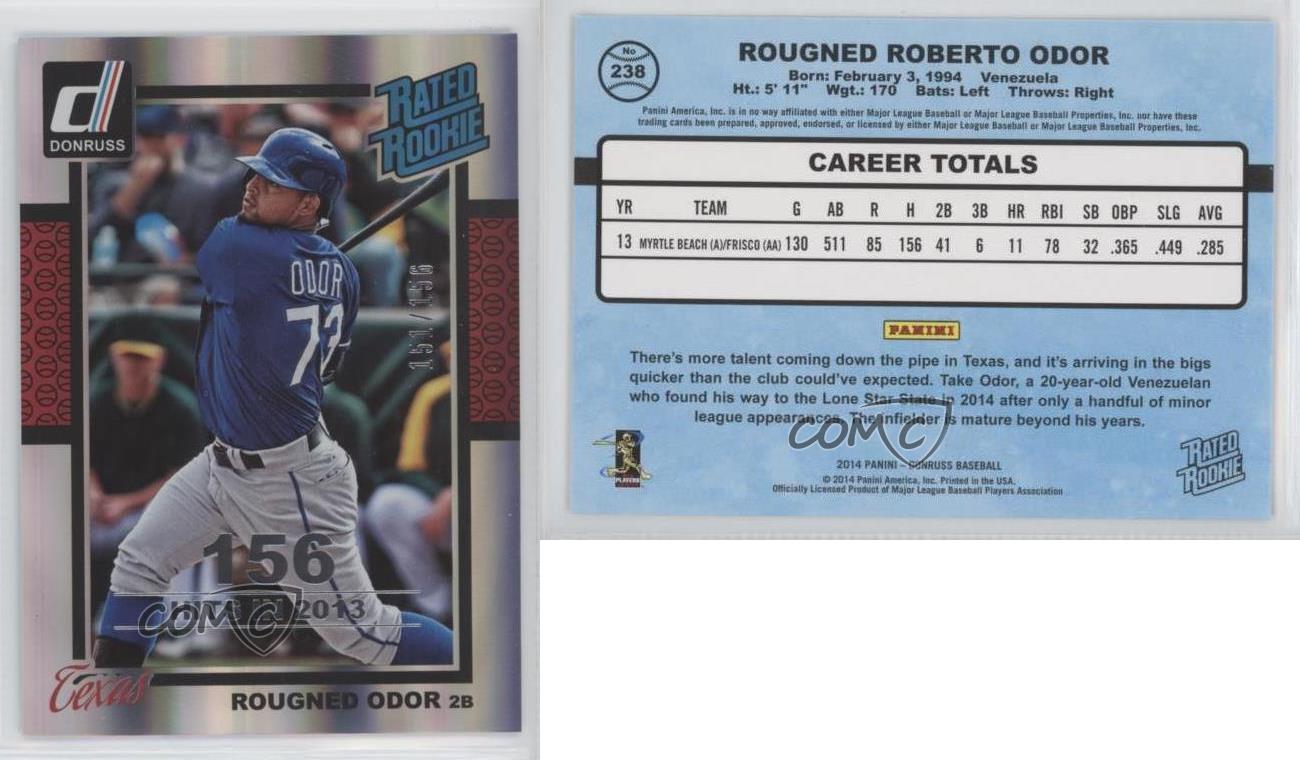 DONRUSS
RATED
ROOKIE
ODOR
73
151/156
156
HITS IN 2013
COMC
Texas
ROUGNED ODOR 2B
No
238
ROUGNED ROBERTO ODOR
Born: February 3, 1994 Venezuela
Ht.: 5' 11" Wgt.: 170 Bats: Left Throws: Right
Panini America, Inc. is in no way affiliated with either Major League Baseball or Major League Baseball Properties, Inc. nor have these
trading cards been prepared, approved, endorsed, or licensed by either Major League Baseball or Major League Baseball Properties, Inc.
CAREER TOTALS
YR TEAM G AB R H 2B 3B HR RBI SB OBP SLG AVG
13 MYRTLE BEACH (A)/FRISCO (AA) 130 511 85 156 41 6 11 78 32 .365 .449 .285
PANINI
There's more talent coming down the pipe in Texas, and it's arriving in the bigs
quicker than the club could've expected. Take Odor, a 20-year-old Venezuelan
who found his way to the Lone Star State in 2014 after only a handful of minor
league appearances. The infielder is mature beyond his years.
COMC
PLAYERS
2014 PANINI – DONRUSS BASEBALL
© 2014 Panini America, Inc. Printed in the USA.
Officially Licensed Product of Major League Baseball Players Association
RATED
ROOKIE